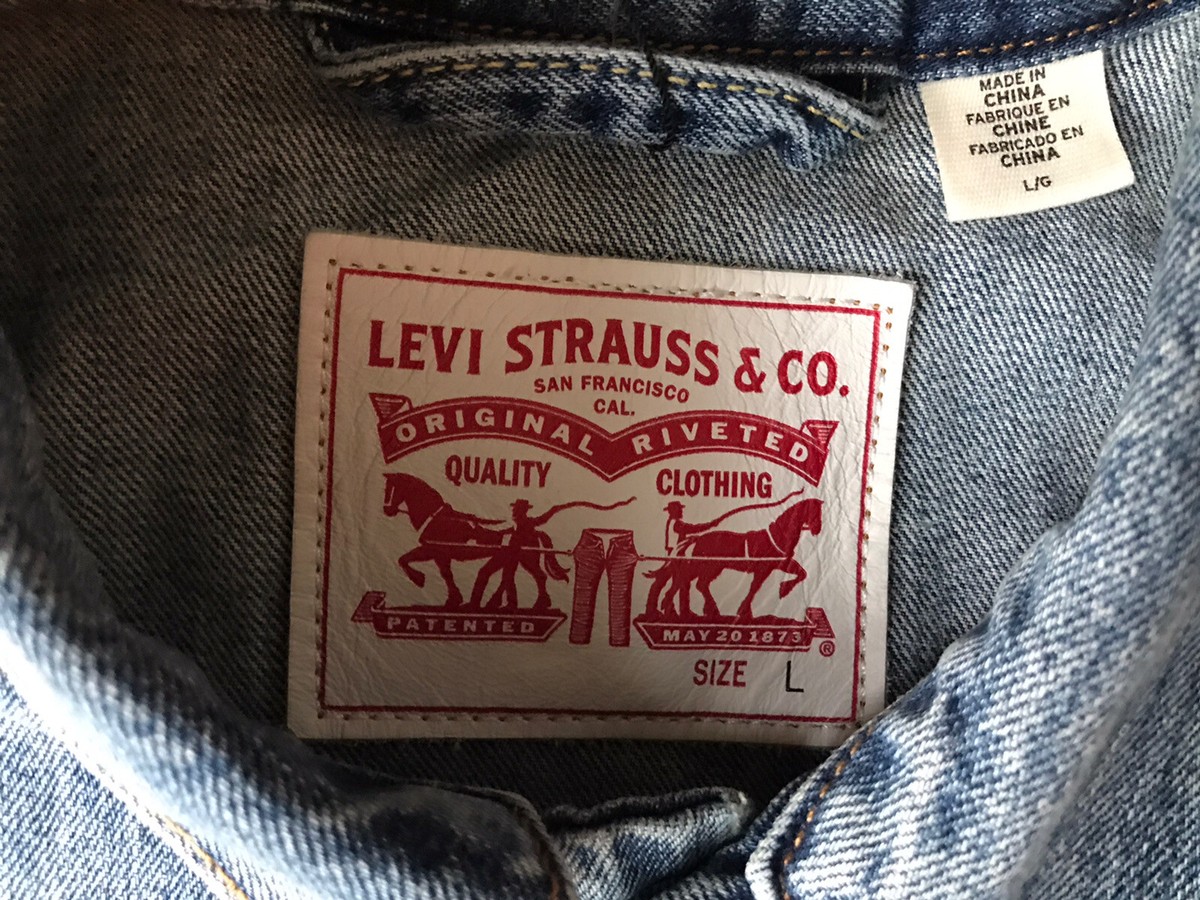 MADE IN
CHINA
FABRIQUE EN
CHINE
FABRICADO EN
CHINA
L/G
LEVI STRAUSS & CO.
SAN FRANCISCO
CAL.
ORIGINAL RIVETED
QUALITY CLOTHING
PATENTED MAY 20 1873
®
SIZE L